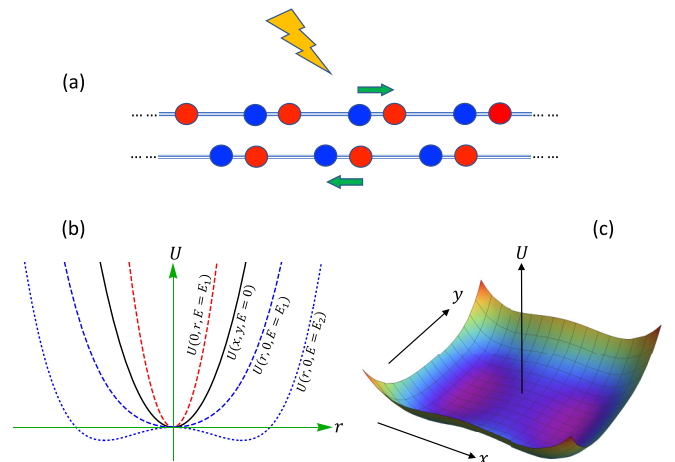 (a)
... ...
... ...
... ...
... ...
(b)
U
U(0, r, E = E₁)
U(x, y, E = 0)
U(r, 0, E = E₁)
U(r, 0, E = E₂)
r
(c)
U
y
x